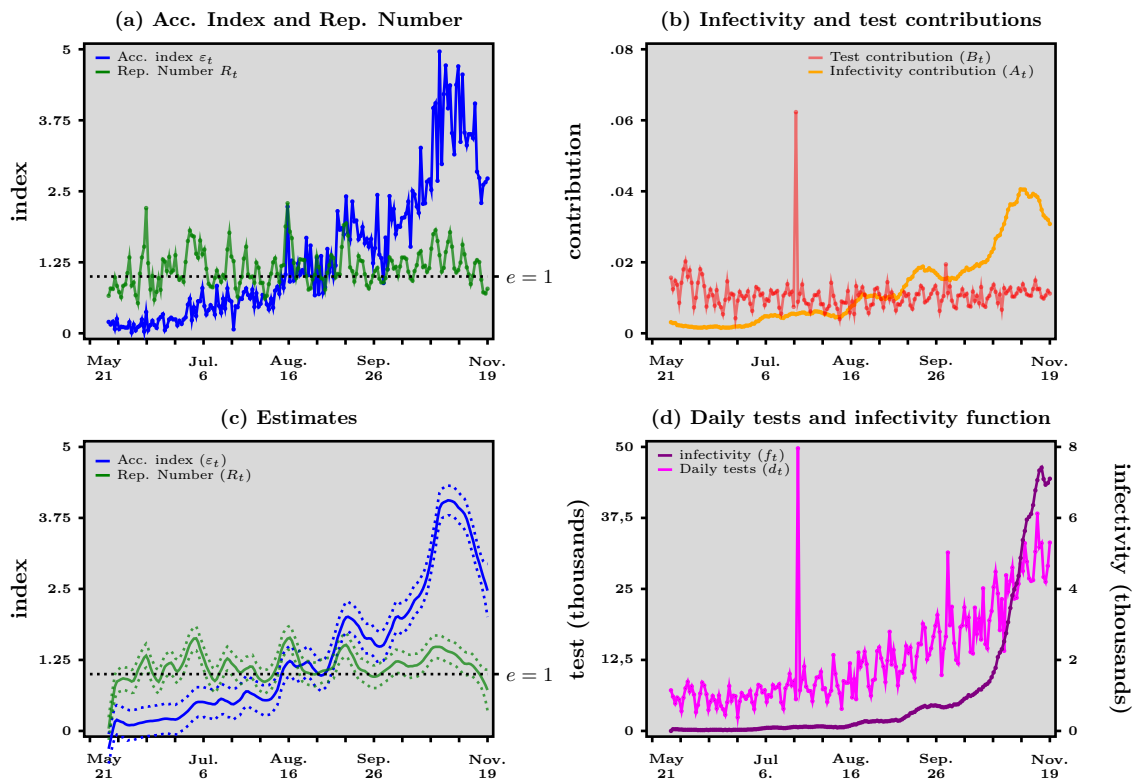 (a) Acc. Index and Rep. Number
5
3.75
2.5
1.25
0
index
Acc. index εt
Rep. Number Rt
e = 1
May 21
Jul. 6
Aug. 16
Sep. 26
Nov. 19
(b) Infectivity and test contributions
.08
.06
.04
.02
0
contribution
Test contribution (Bt)
Infectivity contribution (At)
May 21
Jul 6
Aug. 16
Sep. 26
Nov. 19
(c) Estimates
5
3.75
2.5
1.25
0
index
Acc. index (εt)
Rep. Number (Rt)
e = 1
May 21
Jul. 6
Aug. 16
Sep. 26
Nov. 19
(d) Daily tests and infectivity function
50
37,5
25
12,5
0
test (thousands)
infectivity (ft)
Daily tests (dt)
8
6
4
2
0
infectivity (thousands)
May 21
Jul 6.
Aug. 16
Sep. 26
Nov. 19